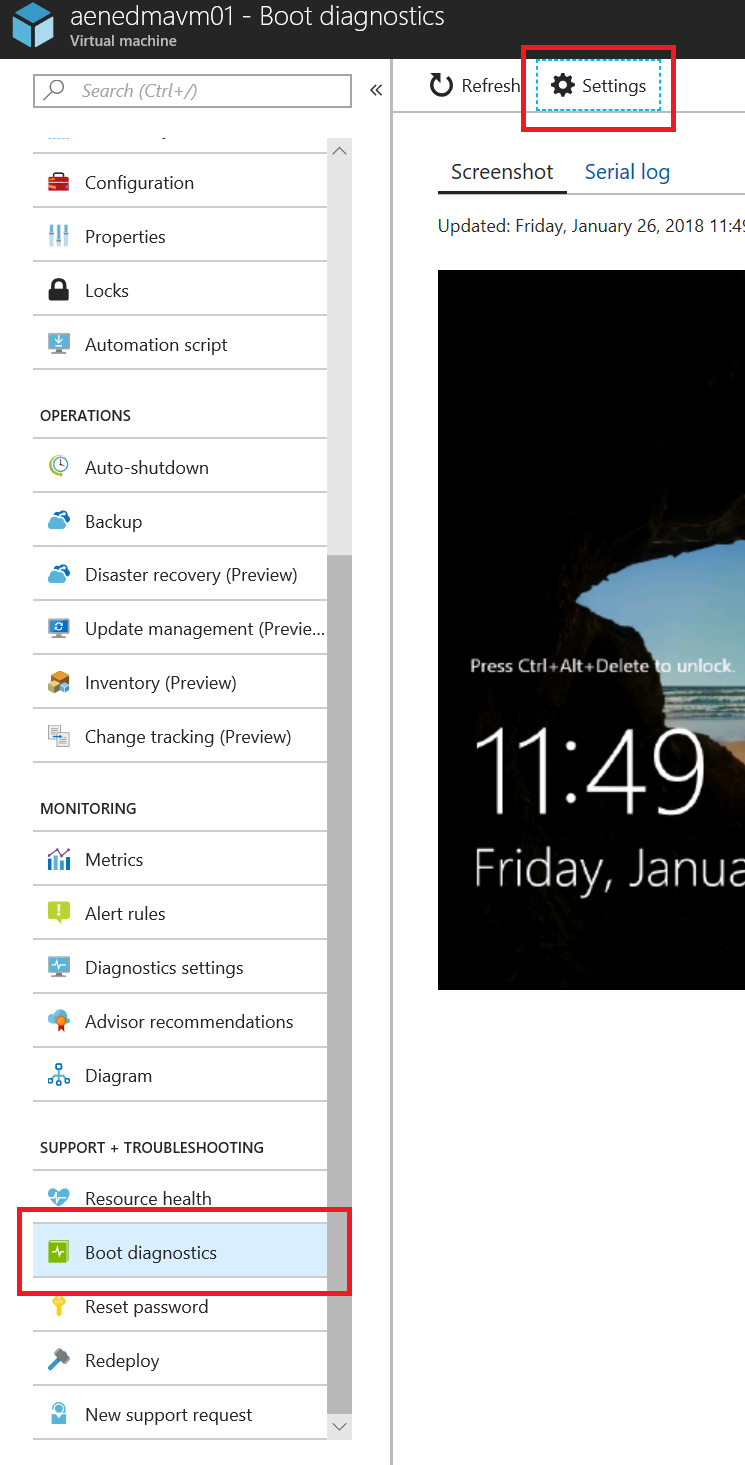 aenedmavm01 - Boot diagnostics
Virtual machine
Search (Ctrl+/)
«
Refresh
Settings
Configuration
Properties
Locks
Automation script
OPERATIONS
Auto-shutdown
Backup
Disaster recovery (Preview)
Update management (Previe...
Inventory (Preview)
Change tracking (Preview)
MONITORING
Metrics
Alert rules
Diagnostics settings
Advisor recommendations
Diagram
SUPPORT + TROUBLESHOOTING
Resource health
Boot diagnostics
Reset password
Redeploy
New support request
Screenshot
Serial log
Updated: Friday, January 26, 2018 11:49
Press Ctrl+Alt+Delete to unlock.
11:49
Friday, Janua